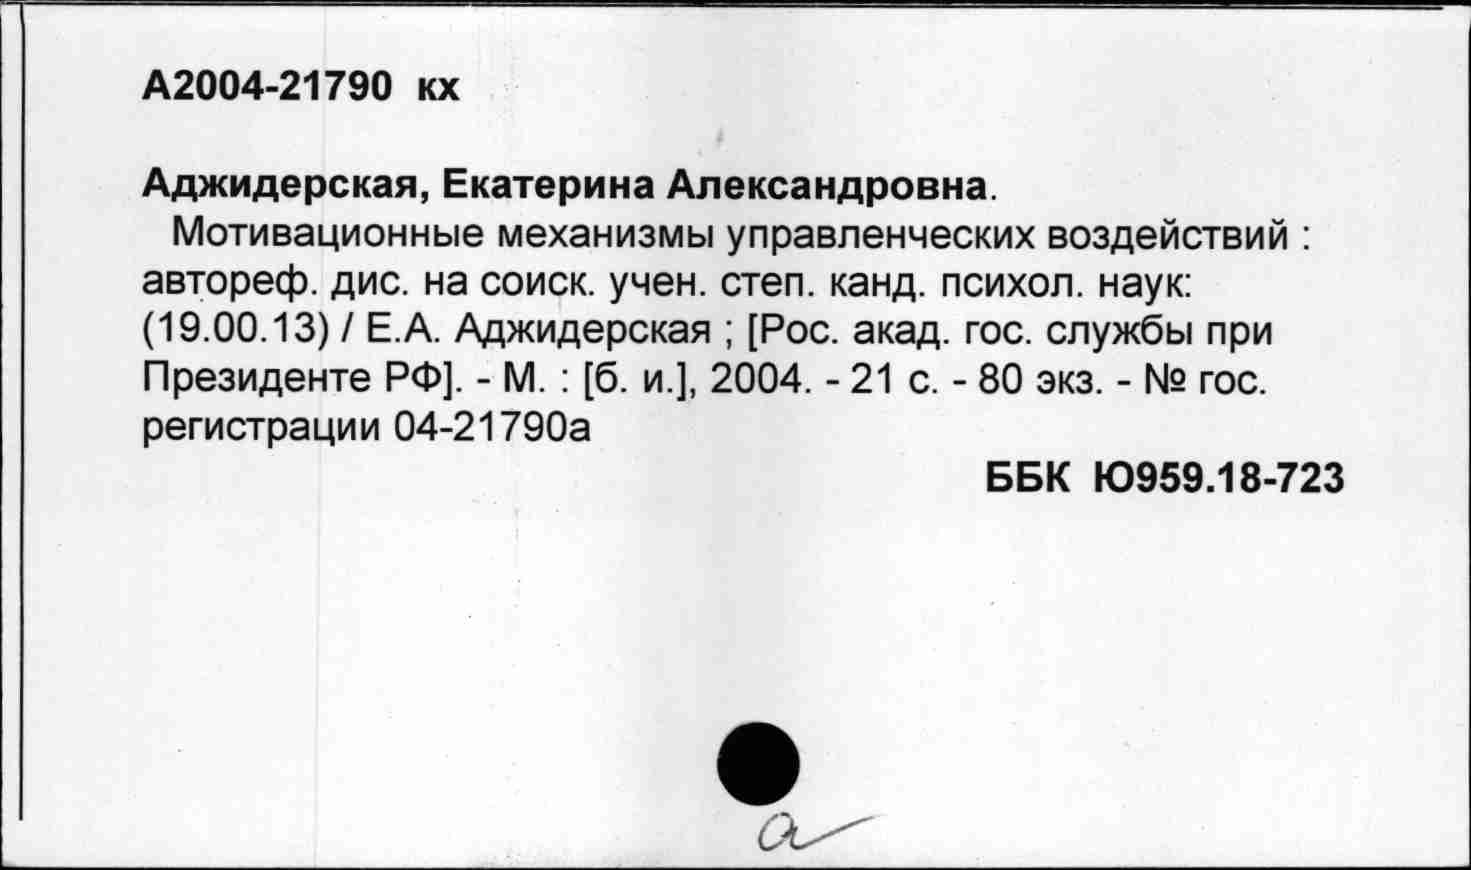 А2004-21790 кх
Аджидерская, Екатерина Александровна.
Мотивационные механизмы управленческих воздействий :
автореф. дис. на соиск. учен. степ. канд. психол. наук:
(19.00.13) / Е.А. Аджидерская ; [Рос. акад. гос. службы при
Президенте РФ]. - М. : [б. и.], 2004. - 21 с. - 80 экз. - № гос.
регистрации 04-21790а
ББК Ю959.18-723
а